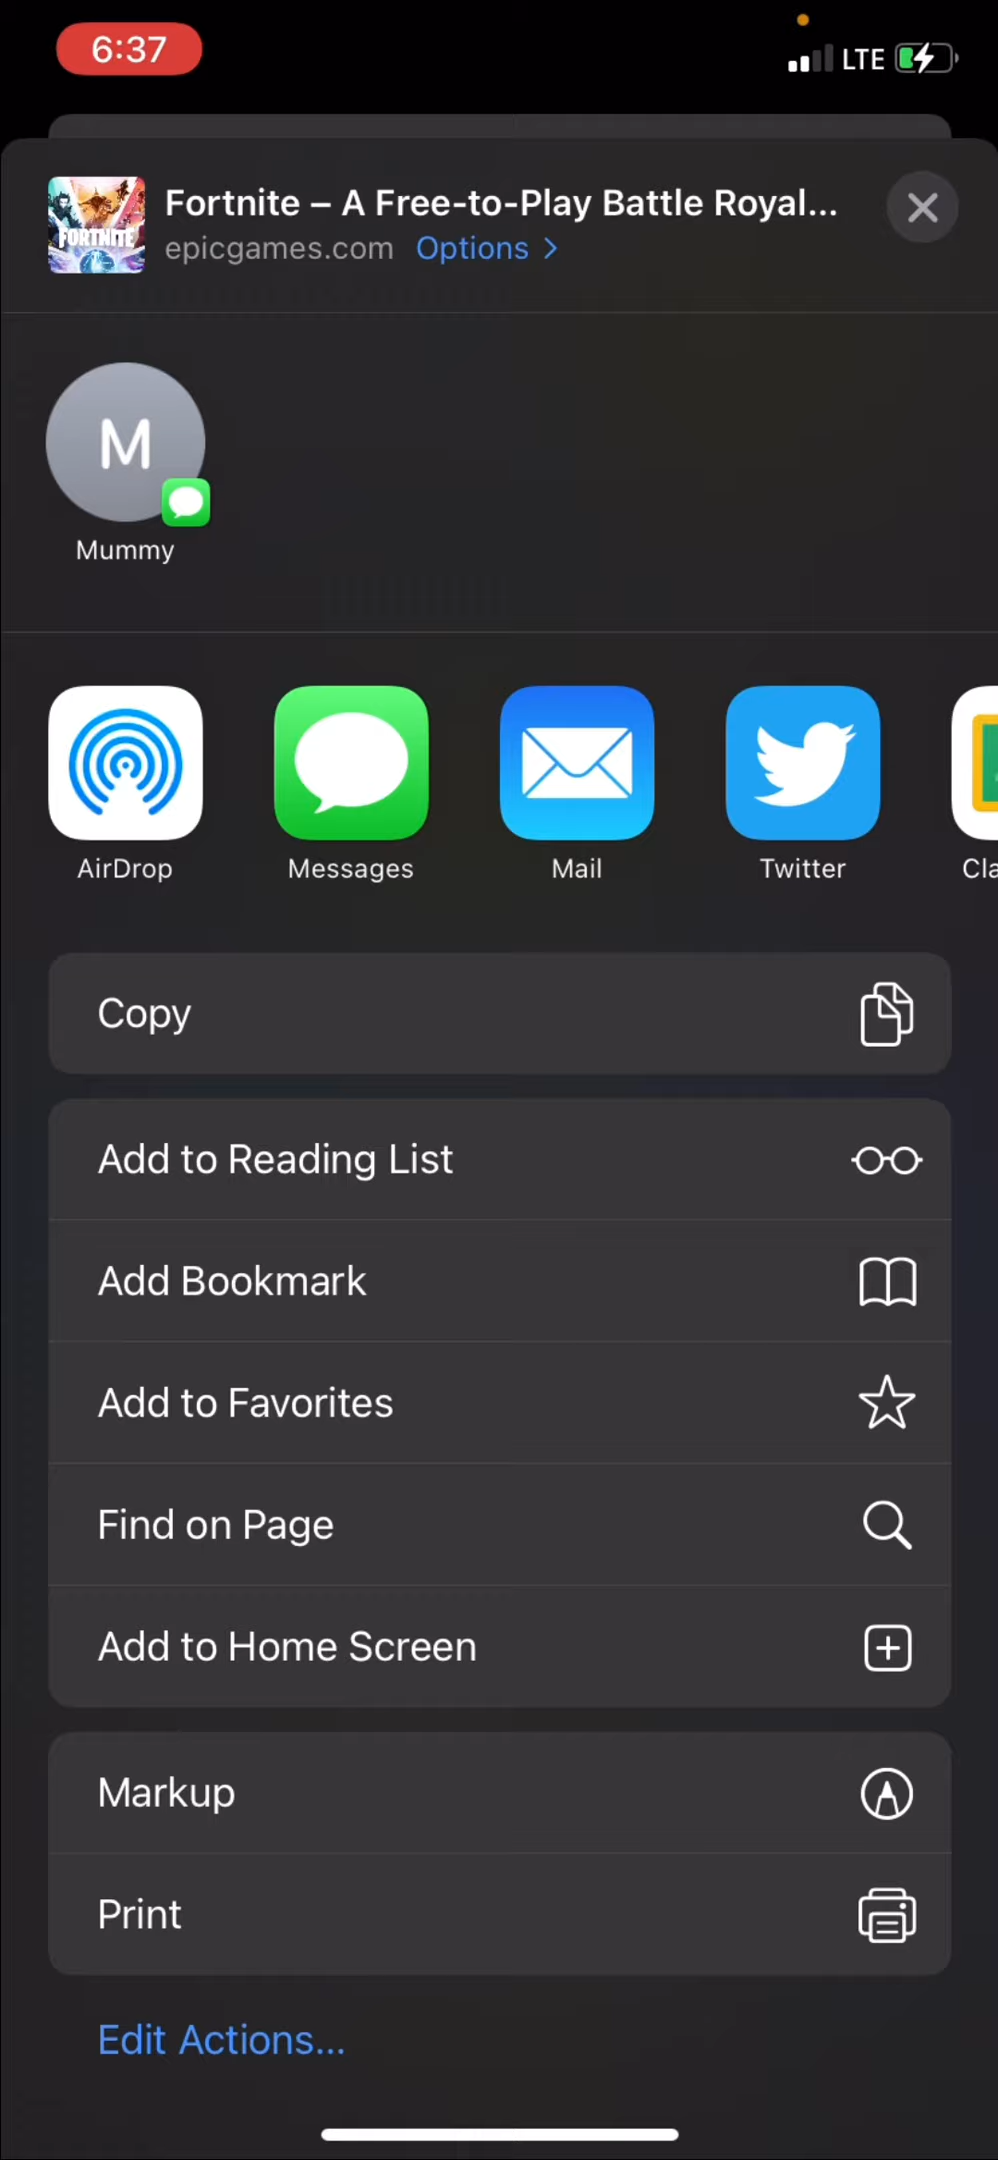 6:37
LTE
Fortnite – A Free-to-Play Battle Royal...
epicgames.com Options >
FORTNITE
M
Mummy
AirDrop
Messages
Mail
Twitter
Cla
Copy
Add to Reading List
Add Bookmark
Add to Favorites
Find on Page
Add to Home Screen
Markup
Print
Edit Actions...